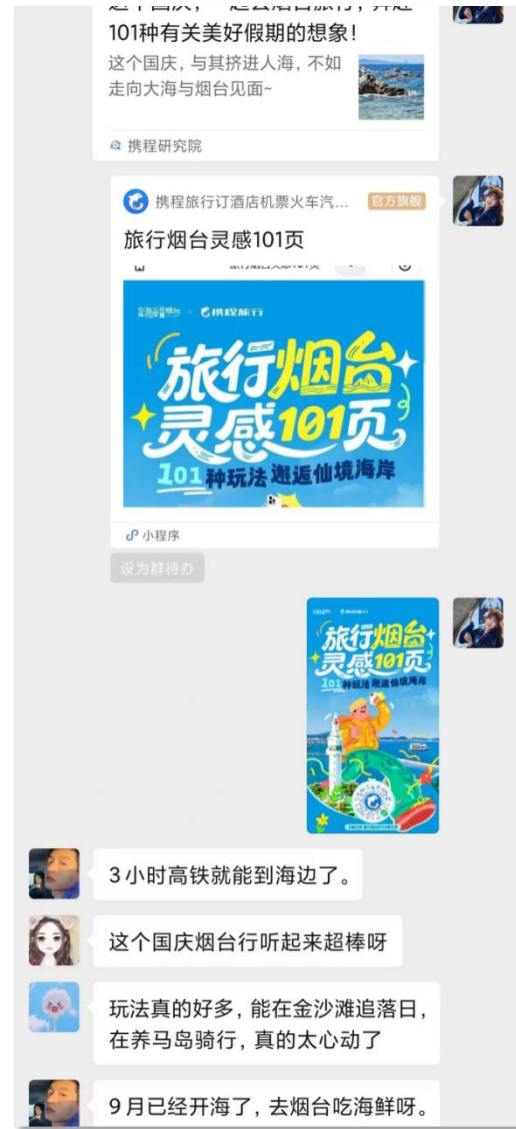 101种有关美好假期的想象!
这个国庆，与其挤进人海，不如
走向大海与烟台见面~
携程研究院
携程旅行订酒店机票火车汽...
官方旗舰
旅行烟台灵感101页
携程旅行
旅行烟台
灵感101页
101种玩法 邂逅仙境海岸
小程序
设为群待办
旅行烟台
灵感101页
101种玩法 邂逅仙境海岸
3小时高铁就能到海边了。
这个国庆烟台行听起来超棒呀
玩法真的好多，能在金沙滩追落日，
在养马岛骑行，真的太心动了
9月已经开海了，去烟台吃海鲜呀。